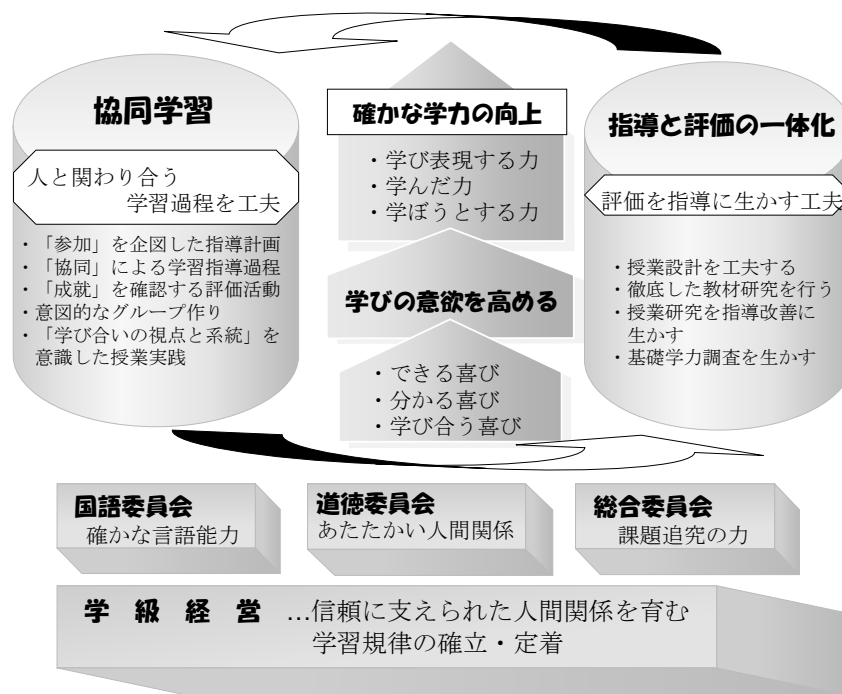 協同学習
人と関わり合う
学習過程を工夫
・「参加」を企図した指導計画
・「協同」による学習指導過程
・「成就」を確認する評価活動
・意図的なグループ作り
・「学び合いの視点と系統」を
意識した授業実践
確かな学力の向上
・学び表現する力
・学んだ力
・学ぼうとする力
学びの意欲を高める
・できる喜び
・分かる喜び
・学び合う喜び
指導と評価の一体化
評価を指導に生かす工夫
・授業設計を工夫する
・徹底した教材研究を行う
・授業研究を指導改善に
生かす
・基礎学力調査を生かす
国語委員会
確かな言語能力
道徳委員会
あたたかい人間関係
総合委員会
課題追究の力
学 級 経 営 …信頼に支えられた人間関係を育む
学習規律の確立・定着